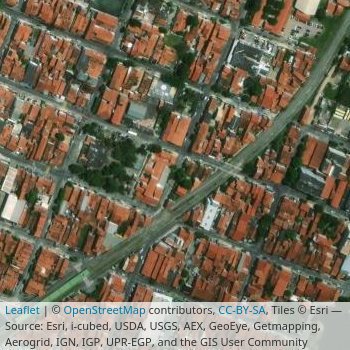 Leaflet | © OpenStreetMap contributors, CC-BY-SA, Tiles © Esri —
Source: Esri, i-cubed, USDA, USGS, AEX, GeoEye, Getmapping,
Aerogrid, IGN, IGP, UPR-EGP, and the GIS User Community